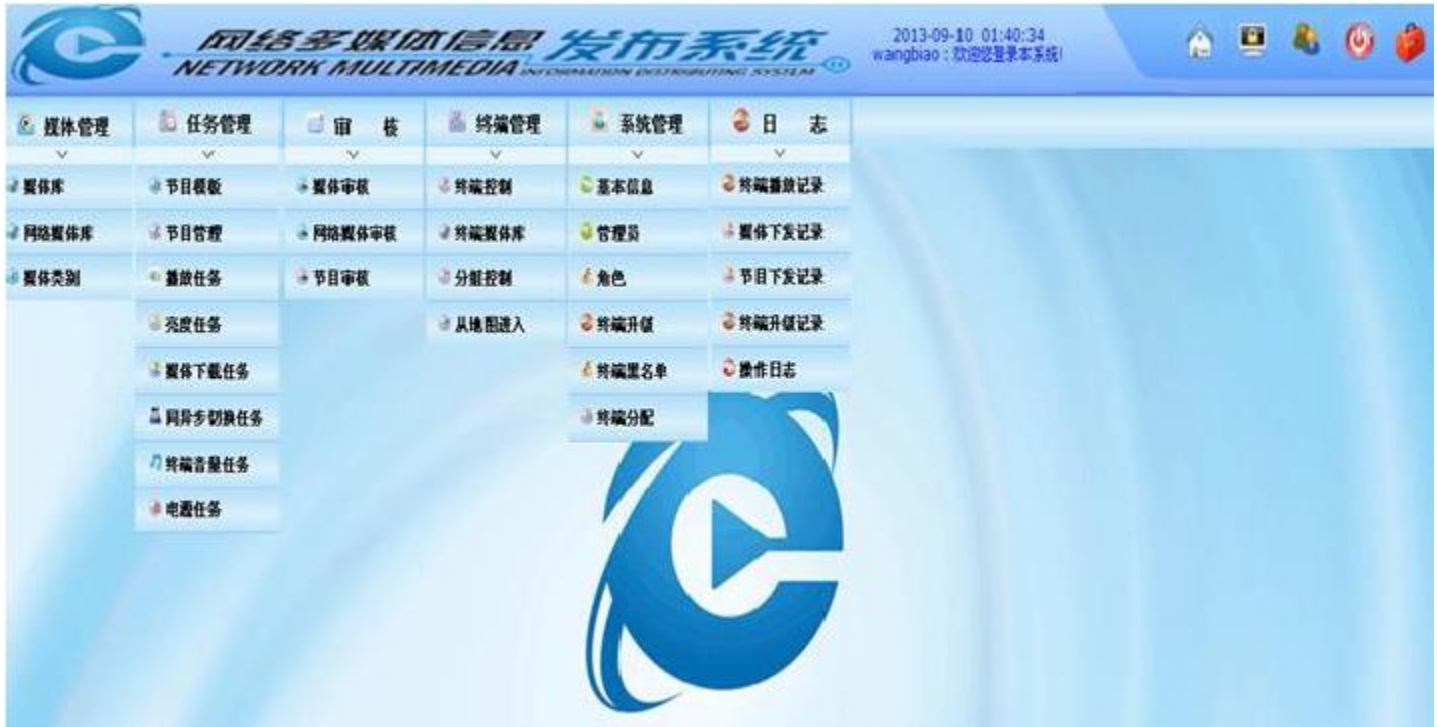 网络多媒体信息发布系统
NETWORK MULTIMEDIA INFORMATION DISTRIBUTING SYSTEM
2013-09-10 01:40:34
wangbiao：欢迎您登录本系统!
媒体管理 任务管理 审 核 终端管理 系统管理 日 志
媒体库 节目模版 媒体审核 终端控制 基本信息 终端播放记录
网络媒体库 节目管理 网络媒体审核 终端媒体库 管理员 媒体下发记录
媒体类别 播放任务 节目审核 分组控制 角色 节目下发记录
亮度任务 从地图进入 终端升级 终端升级记录
媒体下载任务 终端黑名单 操作日志
同异步切换任务 终端分配
终端音量任务
电源任务